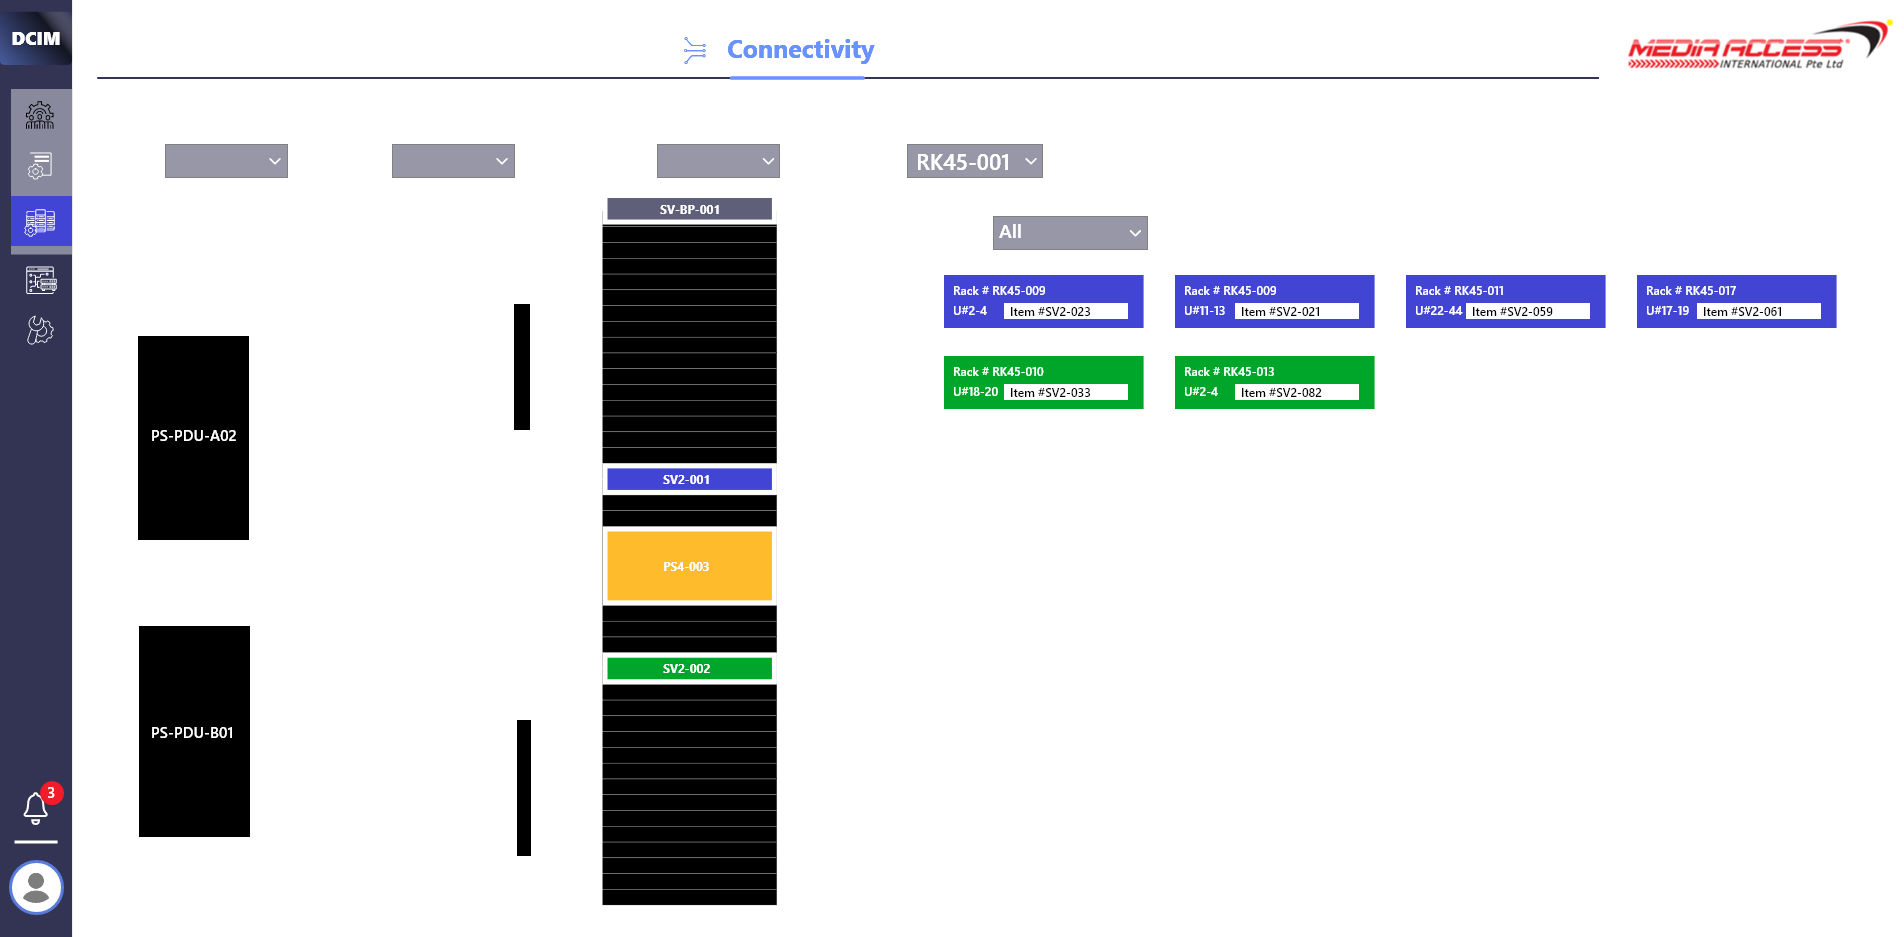 DCIM
Connectivity
MEDIA ACCESS
INTERNATIONAL Pte Ltd
RK45-001
SV-BP-001
All
Rack # RK45-009
U#2-4 Item #SV2-023
Rack # RK45-009
U#11-13 Item #SV2-021
Rack # RK45-011
U#22-44 Item #SV2-059
Rack # RK45-017
U#17-19 Item #SV2-061
Rack # RK45-010
U#18-20 Item #SV2-033
Rack # RK45-013
U#2-4 Item #SV2-082
PS-PDU-A02
SV2-001
PS4-003
SV2-002
PS-PDU-B01
3